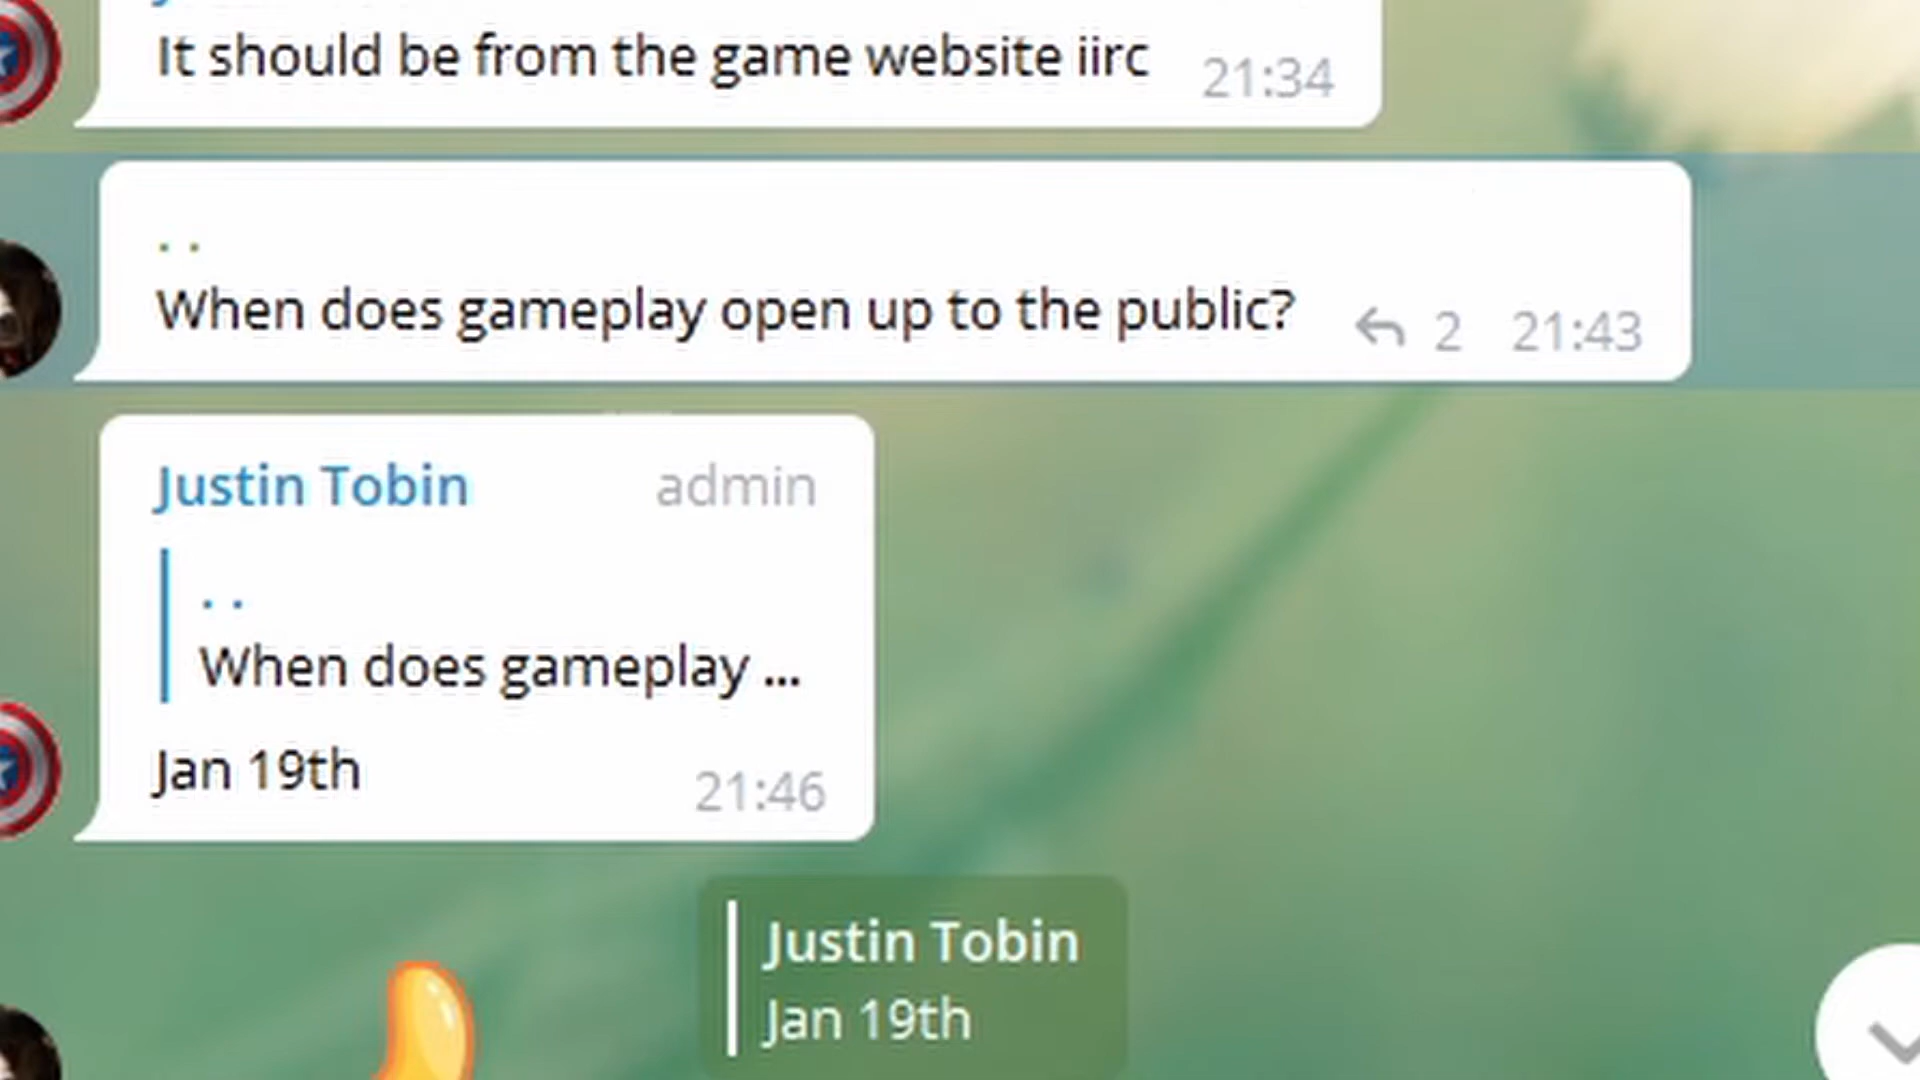 It should be from the game website iirc 21:34
. .
When does gameplay open up to the public? 2 21:43
Justin Tobin admin
. .
When does gameplay ...
Jan 19th 21:46
Justin Tobin
Jan 19th